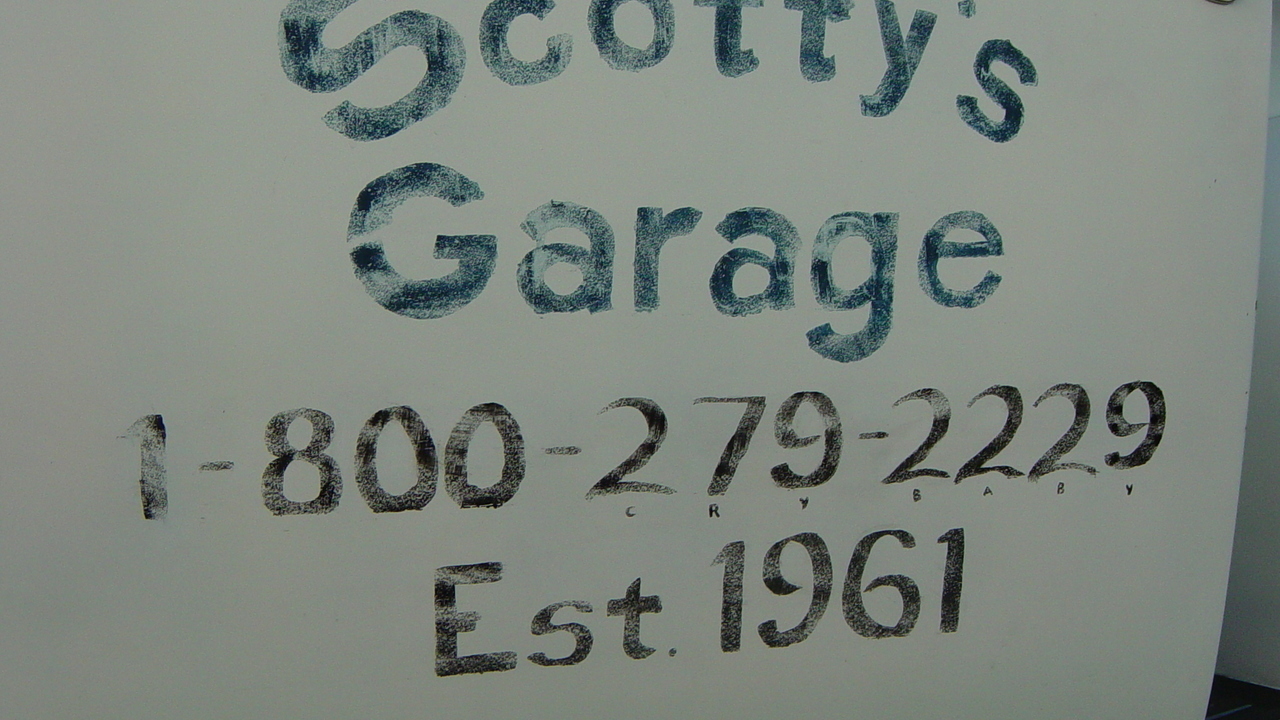 Scotty's
Garage
1-800-279-2229
C R Y B A B Y
Est. 1961